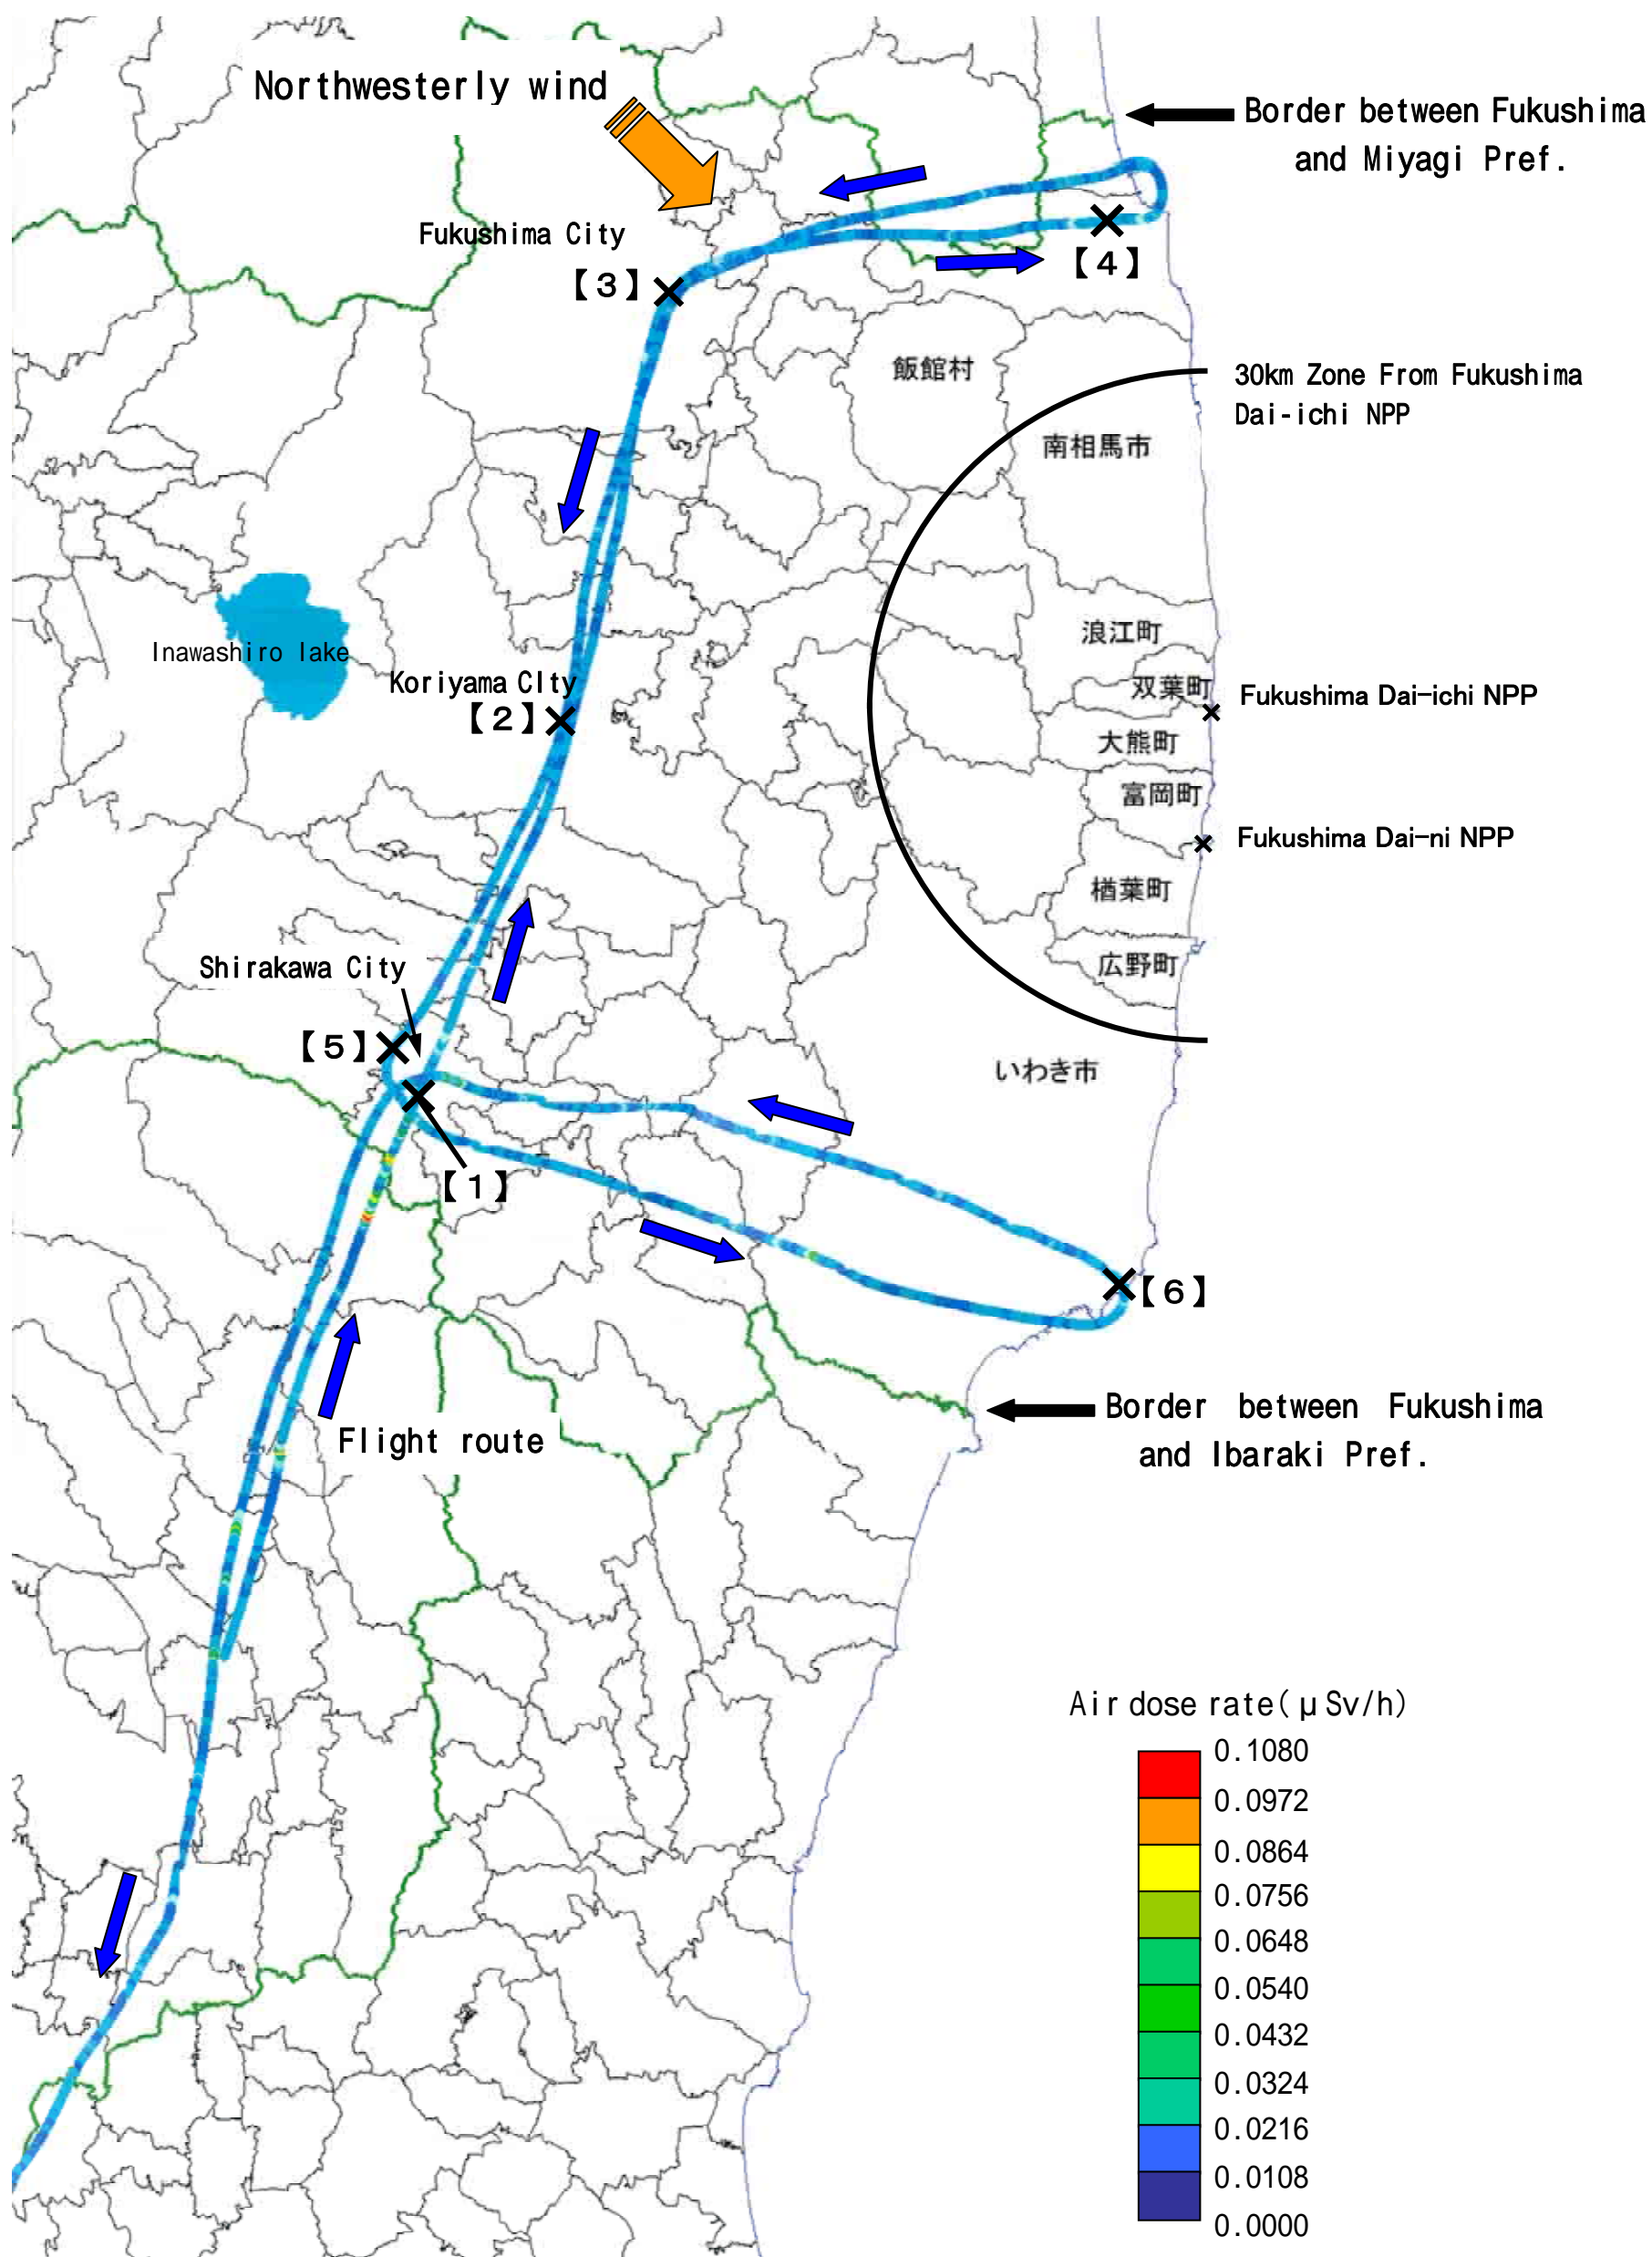 Northwesterly wind
Border between Fukushima
and Miyagi Pref.
Fukushima City
【3】
【4】
飯館村
30km Zone From Fukushima
Dai-ichi NPP
南相馬市
浪江町
Inawashiro lake
Koriyama CIty
【2】
双葉町
Fukushima Dai-ichi NPP
大熊町
富岡町
Fukushima Dai-ni NPP
楢葉町
Shirakawa City
広野町
【5】
いわき市
【1】
【6】
Border between Fukushima
and Ibaraki Pref.
Flight route
Air dose rate(μSv/h)
0.1080
0.0972
0.0864
0.0756
0.0648
0.0540
0.0432
0.0324
0.0216
0.0108
0.0000